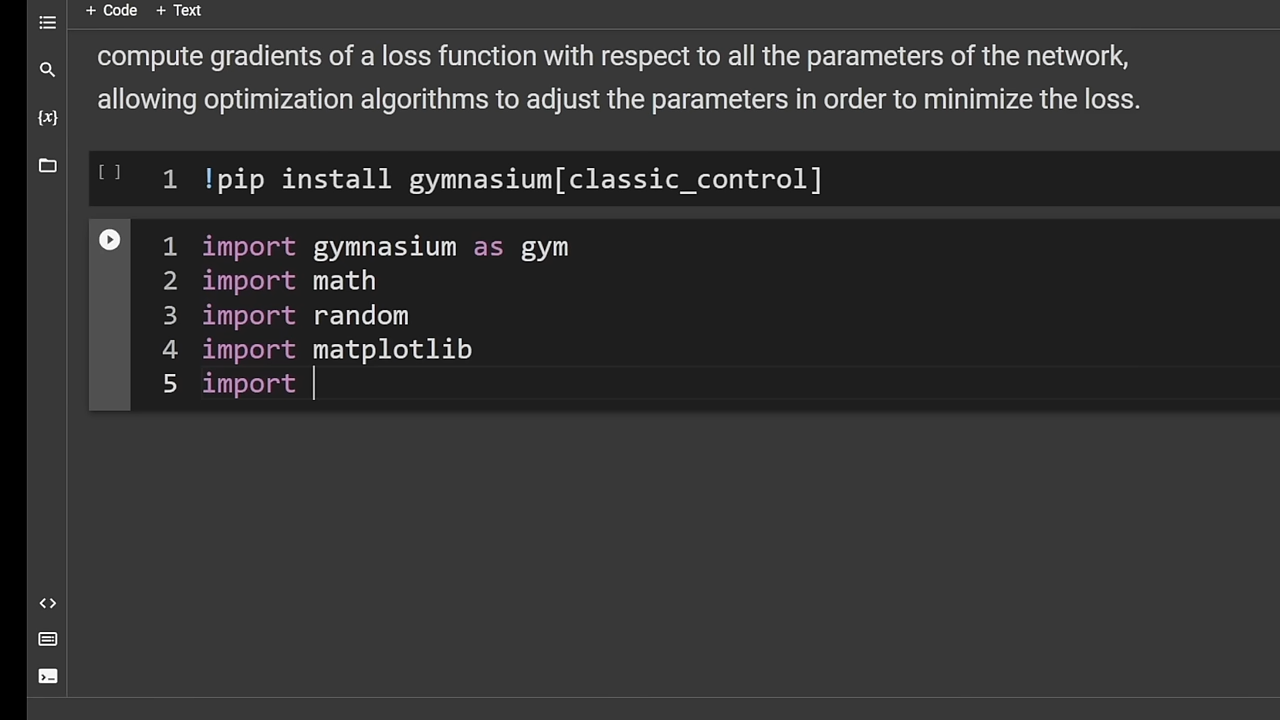 + Code + Text
compute gradients of a loss function with respect to all the parameters of the network,
allowing optimization algorithms to adjust the parameters in order to minimize the loss.
[ ] 1 !pip install gymnasium[classic_control]
1 import gymnasium as gym
2 import math
3 import random
4 import matplotlib
5 import
{x}
<>